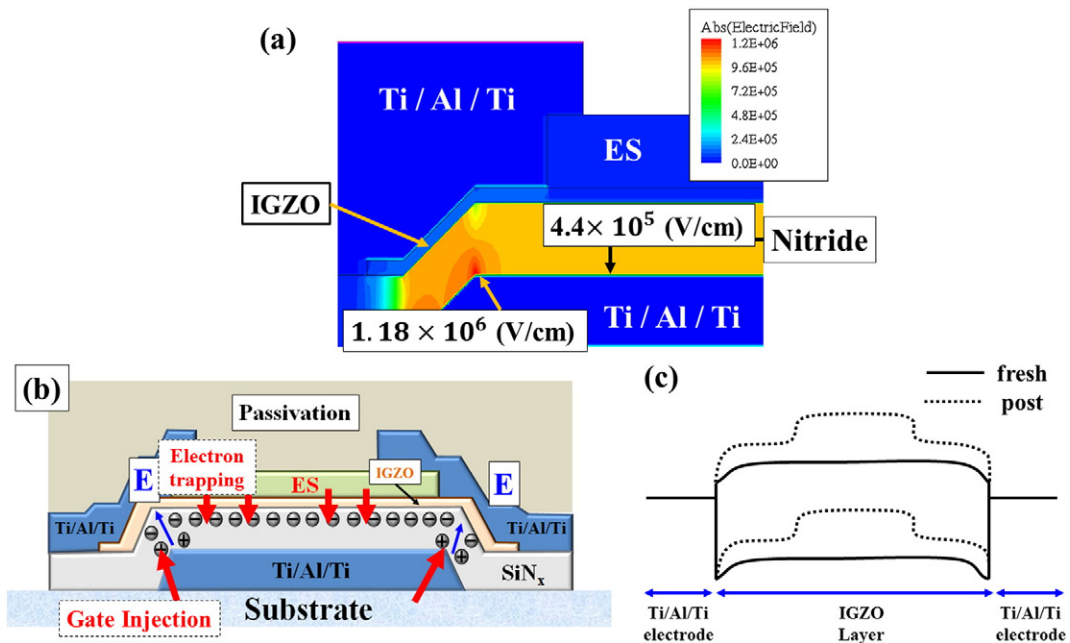 (a)
Abs(ElectricField)
1.2E+06
9.6E+05
7.2E+05
4.8E+05
2.4E+05
0.0E+00
Ti / Al / Ti
ES
IGZO
4.4× 10⁵ (V/cm)
Nitride
Ti / Al / Ti
1.18 × 10⁶ (V/cm)
(b)
Passivation
Electron
trapping
E
ES
IGZO
E
Ti/Al/Ti
Ti/Al/Ti
Ti/Al/Ti
SiNₓ
Gate Injection
Substrate
(c)
fresh
post
Ti/Al/Ti
electrode
IGZO
Layer
Ti/Al/Ti
electrode